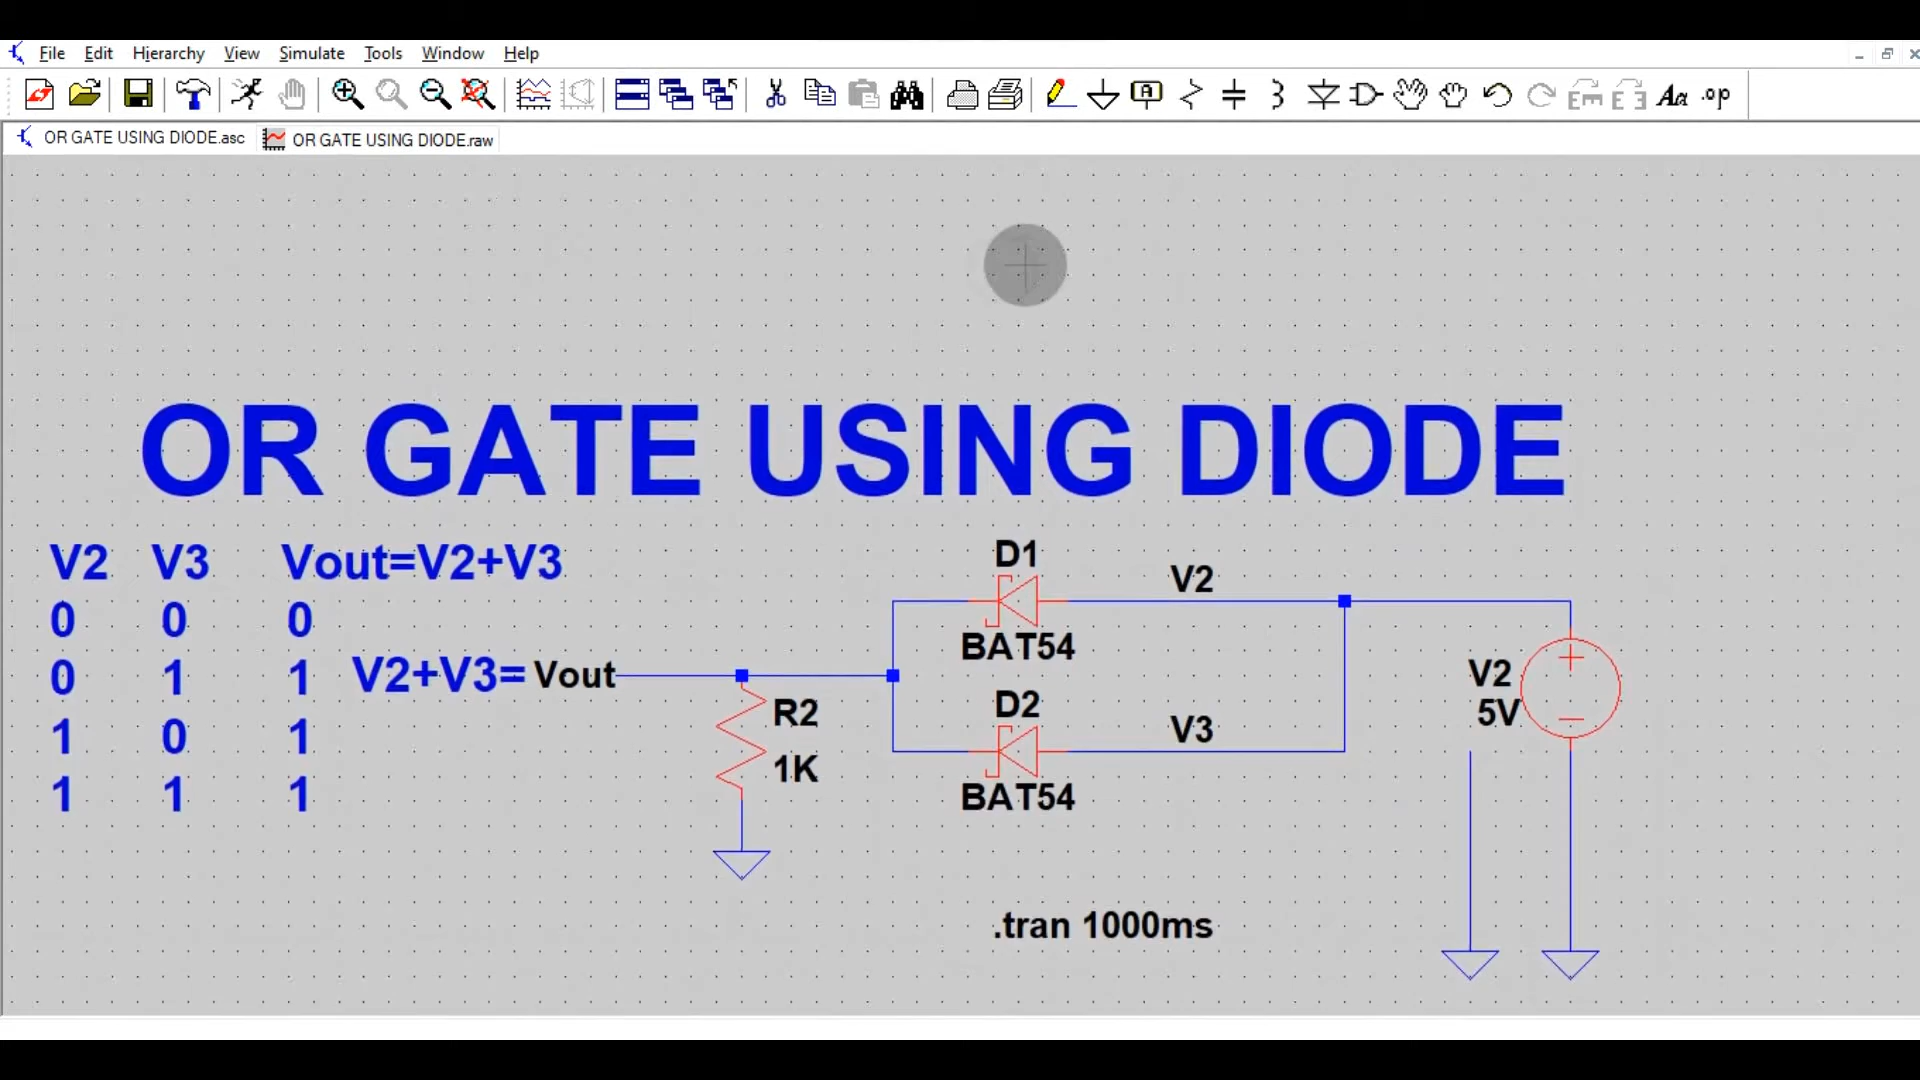 File Edit Hierarchy View Simulate Tools Window Help
A Aa .op
OR GATE USING DIODE.asc OR GATE USING DIODE.raw
OR GATE USING DIODE
V2 V3 Vout=V2+V3
0 0 0
0 1 1
1 0 1
1 1 1
V2+V3= Vout
R2
1K
D1
BAT54
V2
D2
BAT54
V3
V2
5V
.tran 1000ms